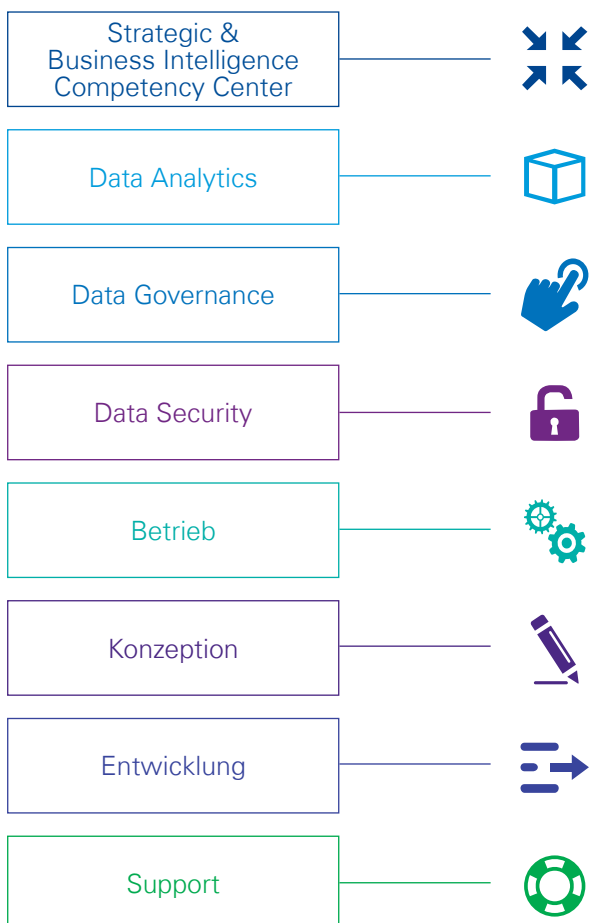 Strategic &
Business Intelligence
Competency Center
Data Analytics
Data Governance
Data Security
Betrieb
Konzeption
Entwicklung
Support